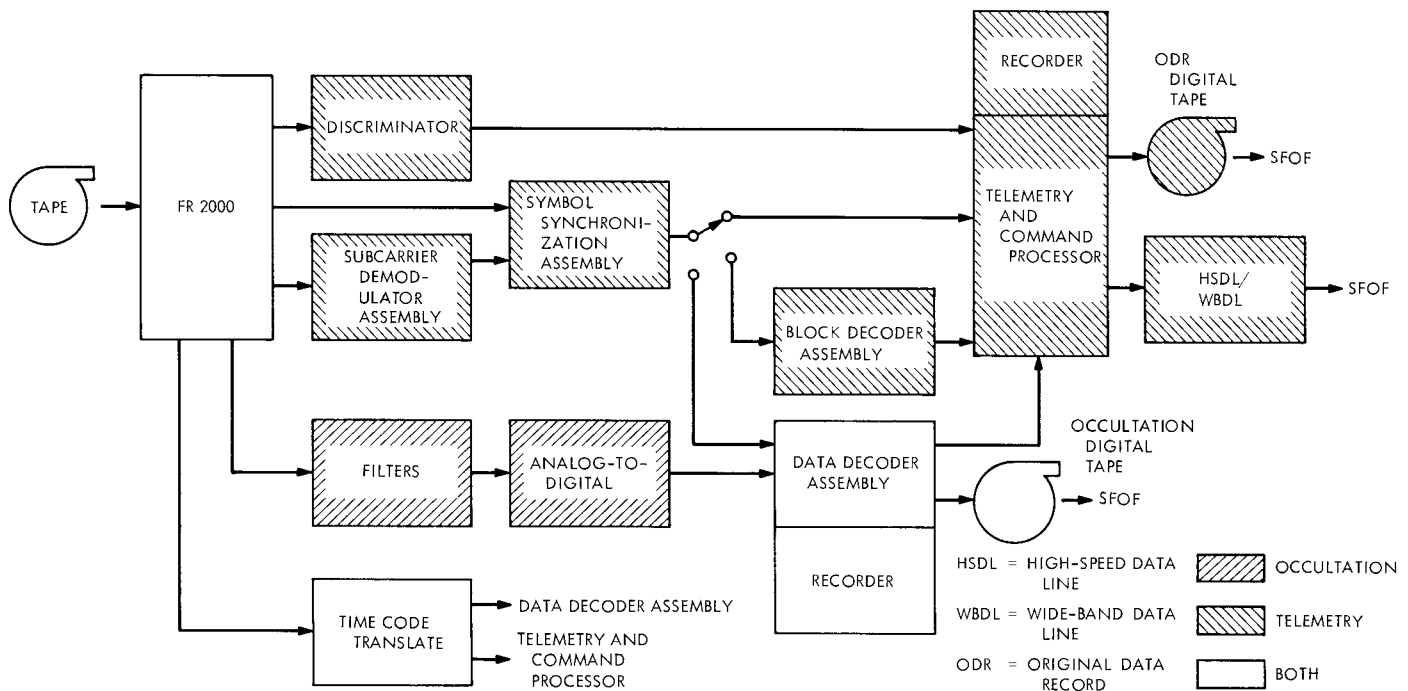 TAPE
FR 2000
DISCRIMINATOR
SUBCARRIER
DEMOD-
ULATOR
ASSEMBLY
SYMBOL
SYNCHRONI-
ZATION
ASSEMBLY
RECORDER
TELEMETRY
AND
COMMAND
PROCESSOR
ODR
DIGITAL
TAPE
SFOF
HSDL/
WBDL
SFOF
BLOCK DECODER
ASSEMBLY
FILTERS
ANALOG-TO-
DIGITAL
DATA DECODER
ASSEMBLY
RECORDER
OCCULTATION
DIGITAL
TAPE
SFOF
TIME CODE
TRANSLATE
DATA DECODER ASSEMBLY
TELEMETRY AND
COMMAND
PROCESSOR
HSDL = HIGH-SPEED DATA
LINE
WBDL = WIDE-BAND DATA
LINE
ODR = ORIGINAL DATA
RECORD
OCCULTATION
TELEMETRY
BOTH